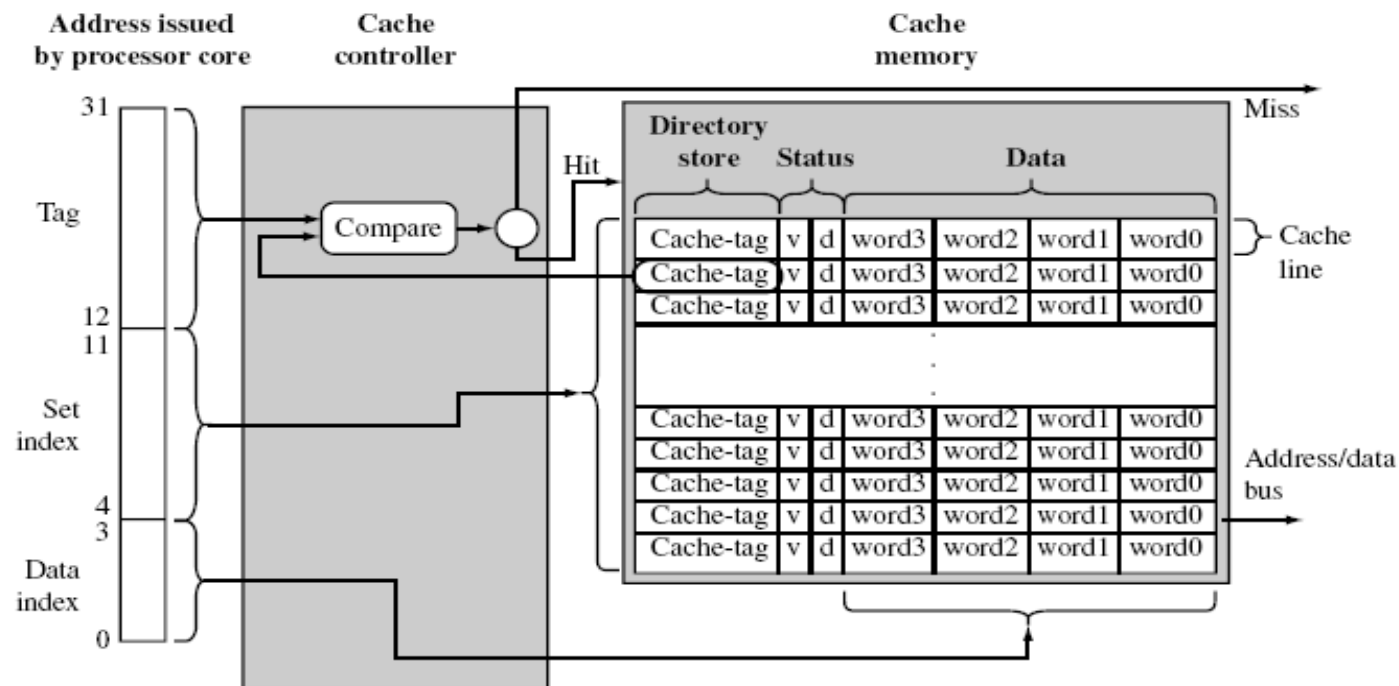 Address issued
by processor core
Cache
controller
Cache
memory
31
Miss
Directory
store
Status
Data
Hit
Tag
Compare
Cache-tag v d word3 word2 word1 word0
Cache
line
Cache-tag v d word3 word2 word1 word0
Cache-tag v d word3 word2 word1 word0
12
11
.
.
.
Set
index
Cache-tag v d word3 word2 word1 word0
Cache-tag v d word3 word2 word1 word0
Cache-tag v d word3 word2 word1 word0
Cache-tag v d word3 word2 word1 word0
Cache-tag v d word3 word2 word1 word0
Address/data
bus
4
3
Data
index
0